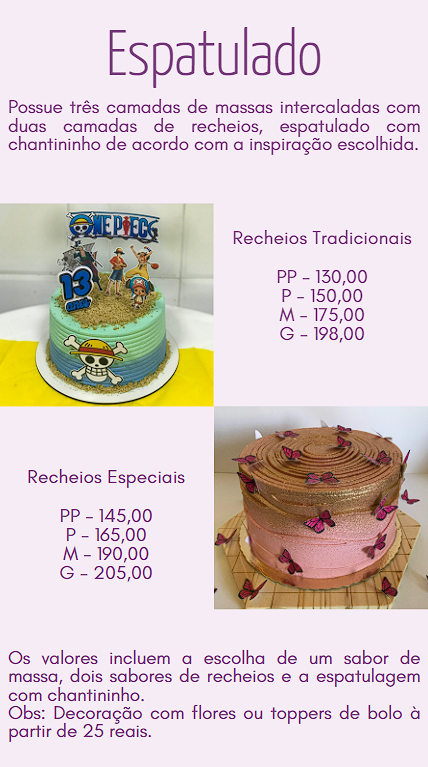 Espatulado
Possue três camadas de massas intercaladas com
duas camadas de recheios, espatulado com
chantininho de acordo com a inspiração escolhida.
ONE PIECE
13
Recheios Tradicionais
PP - 130,00
P - 150,00
M - 175,00
G - 198,00
Recheios Especiais
PP - 145,00
P - 165,00
M - 190,00
G - 205,00
Os valores incluem a escolha de um sabor de
massa, dois sabores de recheios e a espatulagem
com chantininho.
Obs: Decoração com flores ou toppers de bolo à
partir de 25 reais.